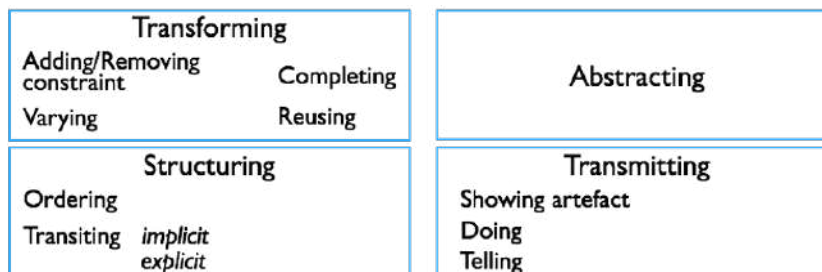 Transforming
Adding/Removing
constraint
Completing
Varying
Reusing
Abstracting
Structuring
Ordering
Transiting implicit
explicit
Transmitting
Showing artefact
Doing
Telling